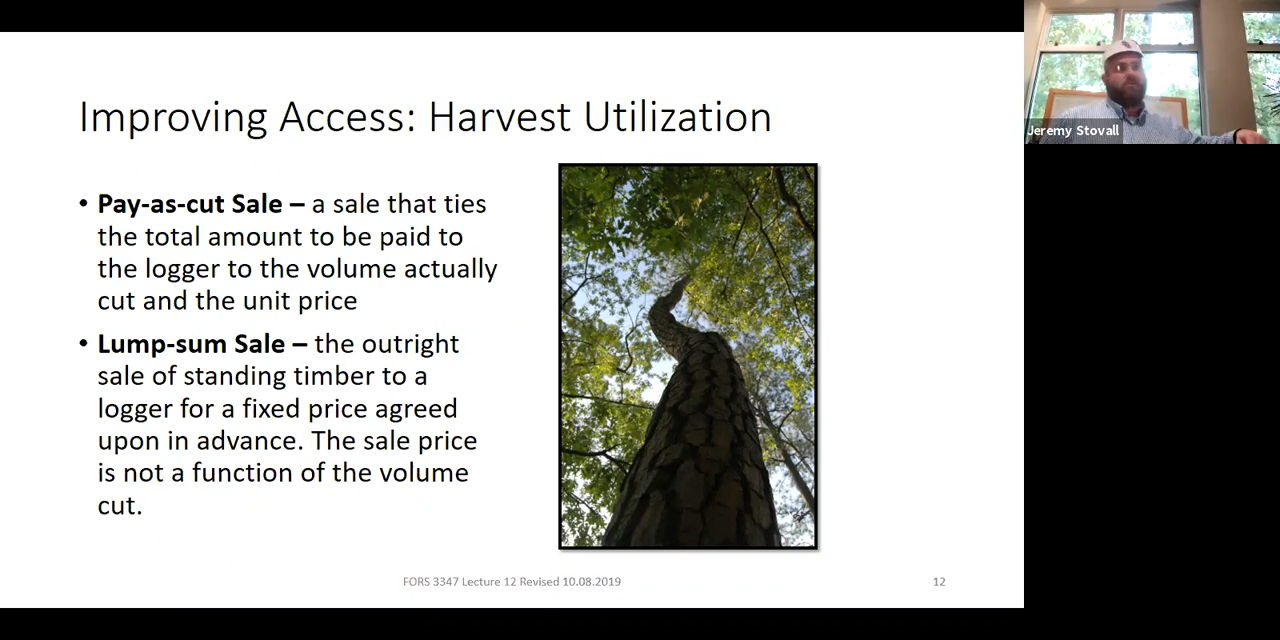 Improving Access: Harvest Utilization
• Pay-as-cut Sale – a sale that ties
the total amount to be paid to
the logger to the volume actually
cut and the unit price
• Lump-sum Sale – the outright
sale of standing timber to a
logger for a fixed price agreed
upon in advance. The sale price
is not a function of the volume
cut.
FORS 3347 Lecture 12 Revised 10.08.2019
12
Jeremy Stovall